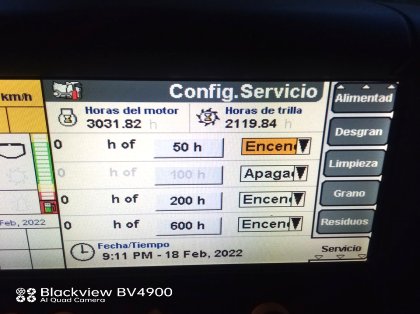 km/h
Config.Servicio
Alimentad
Horas del motor
3031.82 h
Horas de trilla
2119.84 h
Desgran
0 h of 50 h Encen
Limpieza
100 h Apaga
0 h of 200 h Encen
Grano
Feb, 2022
0 h of 600 h Encen
Residuos
Fecha/Tiempo
9:11 PM - 18 Feb, 2022
Servicio
Blackview BV4900
AI Quad Camera